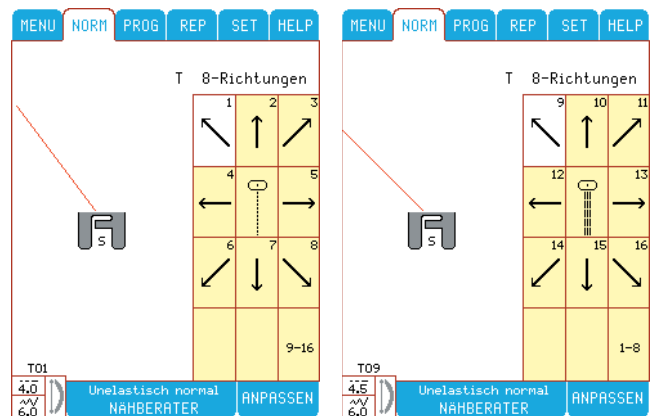 MENU NORM PROG REP SET HELP
T 8-Richtungen
1 2 3
4 5
6 7 8
9-16
S
T01
4.0
6.0
Unelastisch normal
NÄHBERATER
ANPASSEN
MENU NORM PROG REP SET HELP
T 8-Richtungen
9 10 11
12 13
14 15 16
1-8
S
T09
4.5
6.0
Unelastisch normal
NÄHBERATER
ANPASSEN